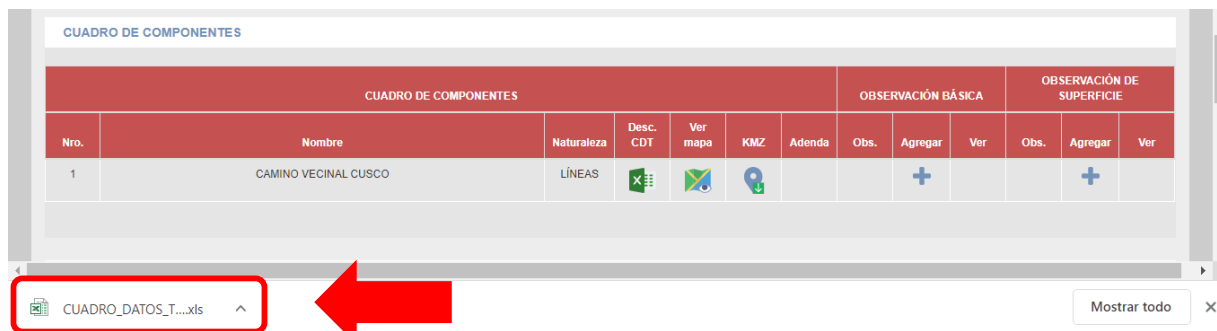 CUADRO DE COMPONENTES
CUADRO DE COMPONENTES
OBSERVACIÓN BÁSICA
OBSERVACIÓN DE
SUPERFICIE
Nro.
Nombre
Naturaleza
Desc.
CDT
Ver
mapa
KMZ
Adenda
Obs.
Agregar
Ver
Obs.
Agregar
Ver
1
CAMINO VECINAL CUSCO
LÍNEAS
CUADRO_DATOS_T....xls
Mostrar todo